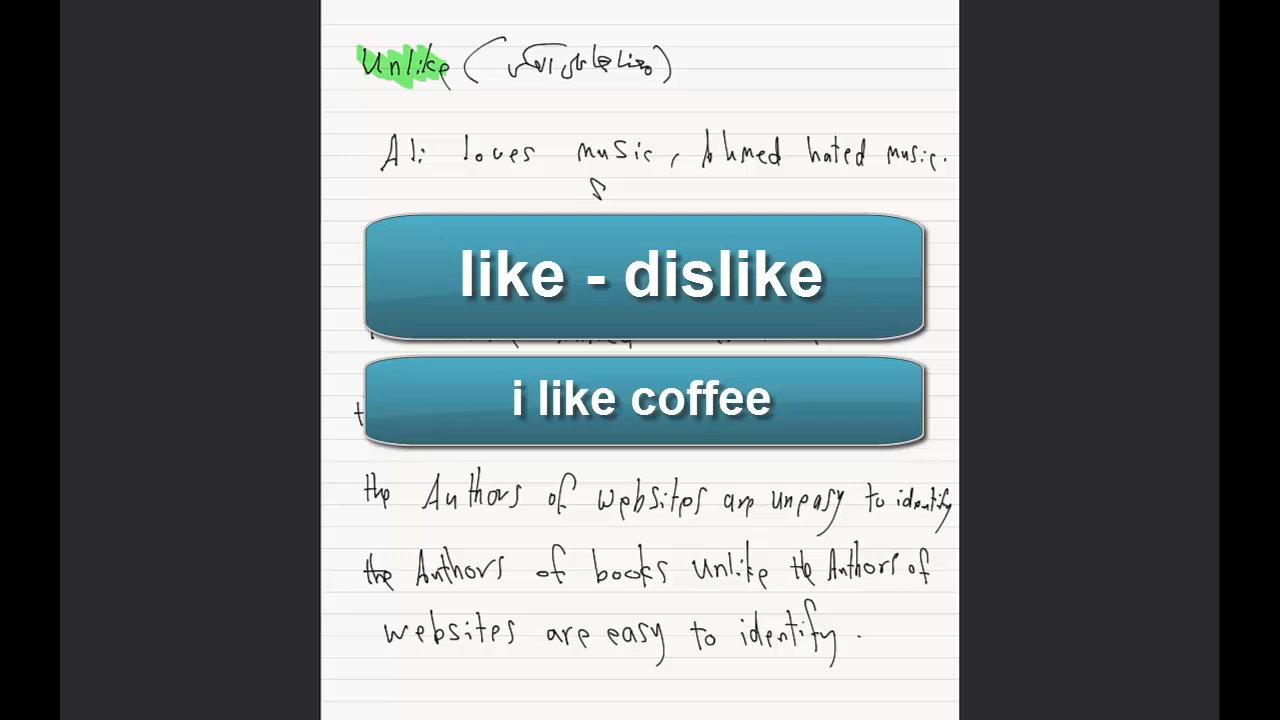 Unlike (
Ali loves music, Ahmed hated music.
like - dislike
i like coffee
the Authors of websites are uneasy to identify
the Authors of books unlike the Authors of
websites are easy to identify.